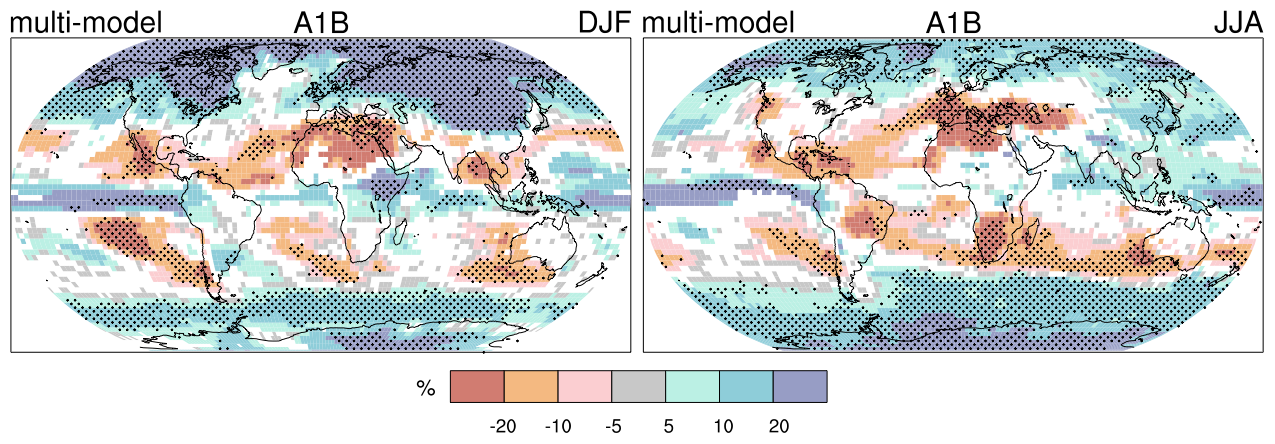 multi-model A1B DJF
multi-model A1B JJA
%
-20 -10 -5 5 10 20